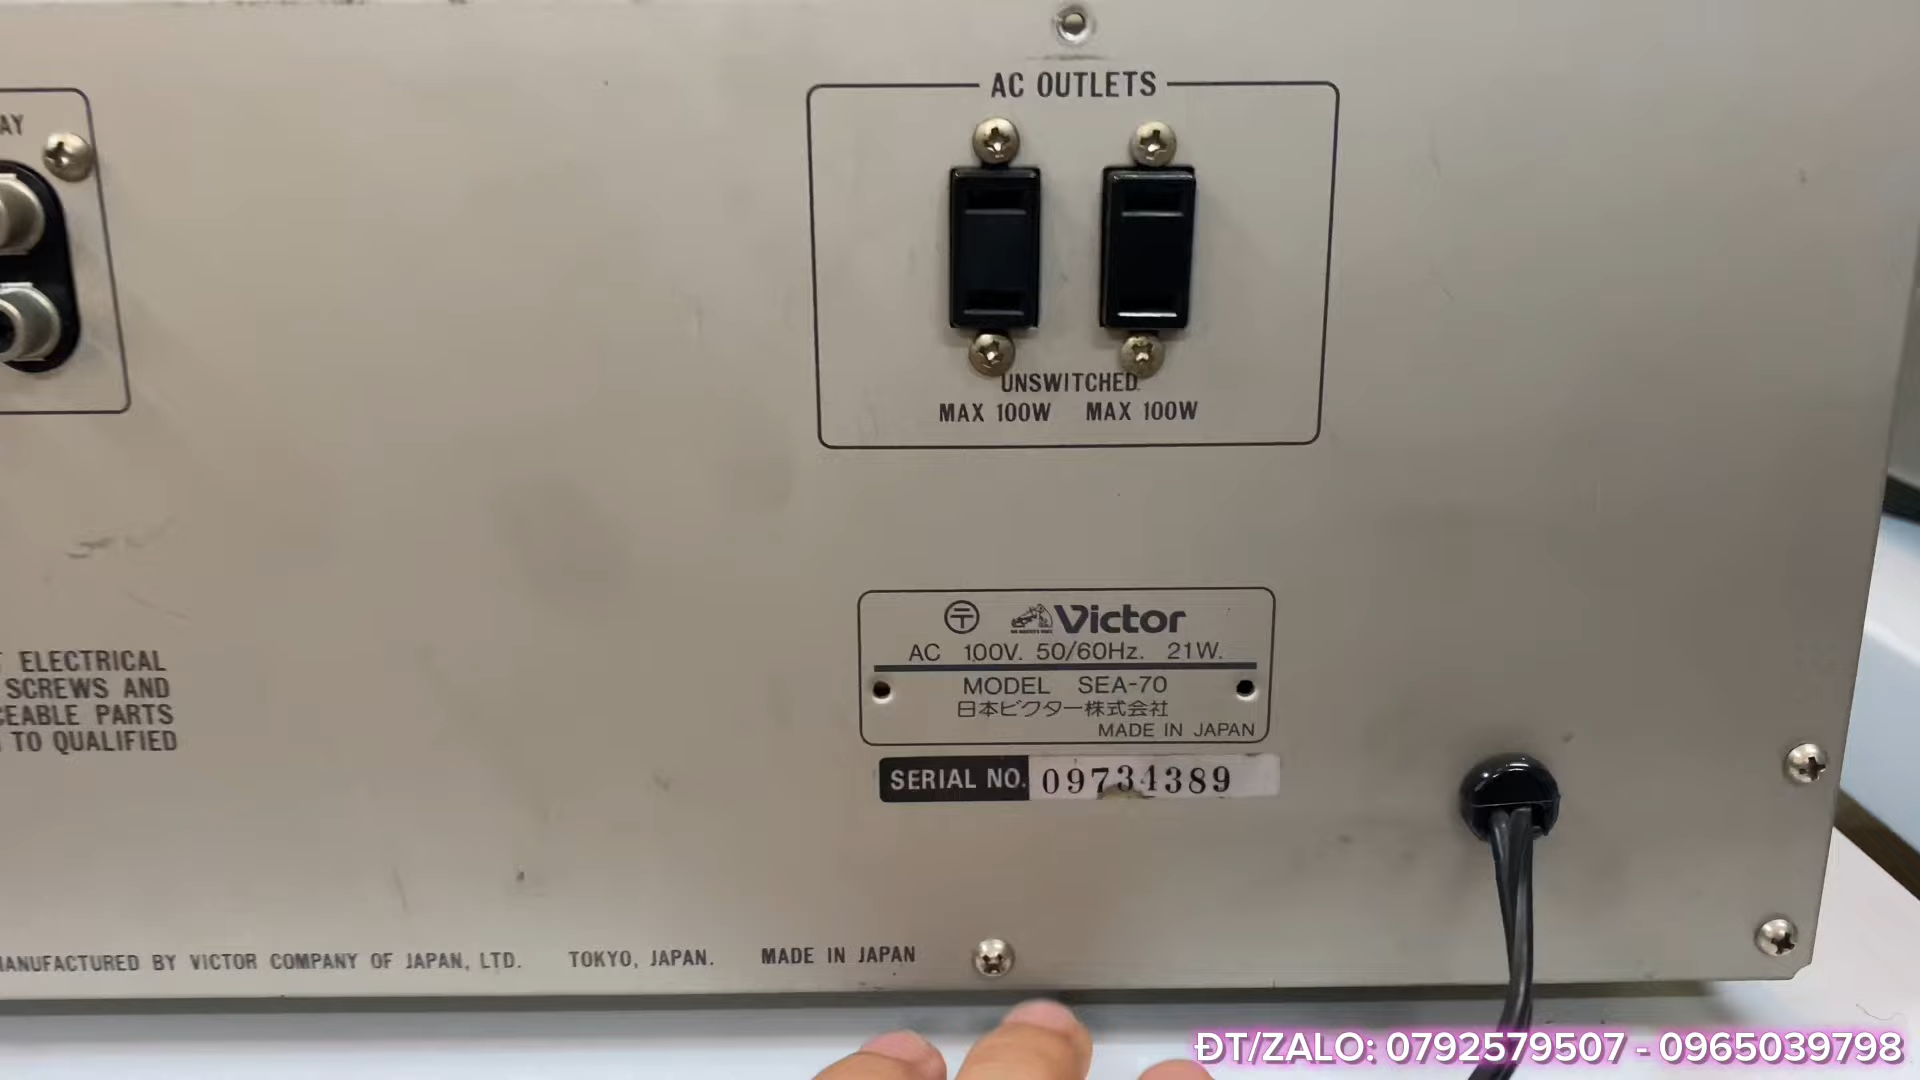 AC OUTLETS
UNSWITCHED
MAX 100W MAX 100W
ELECTRICAL
SCREWS AND
PARTS
TO QUALIFIED
〒 Victor
AC 100V. 50/60Hz. 21W.
MODEL SEA-70
日本ビクター株式会社
MADE IN JAPAN
SERIAL NO. 09734389
MANUFACTURED BY VICTOR COMPANY OF JAPAN, LTD. TOKYO, JAPAN. MADE IN JAPAN
ĐT/ZALO: 0792579507 - 0965039798